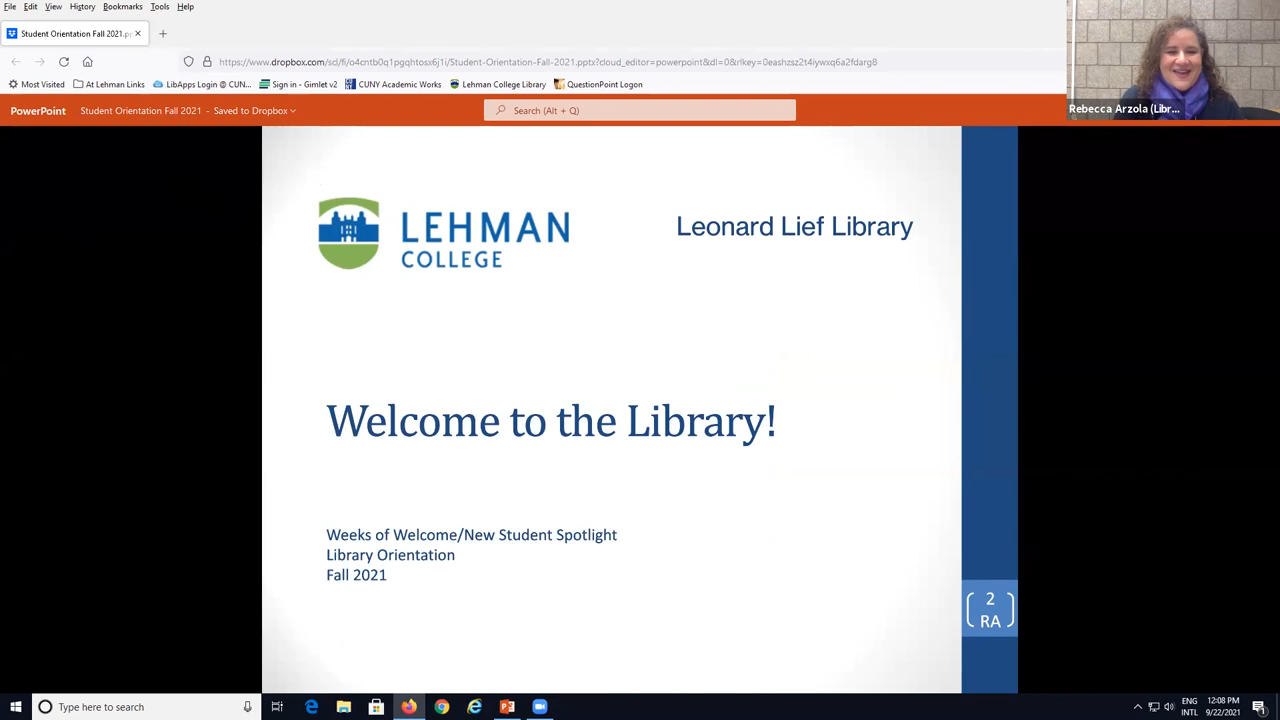 File Edit View History Bookmarks Tools Help
Student Orientation Fall 2021.pp
https://www.dropbox.com/scl/fi/o4cntb0q1pgqhtosx6j1i/Student-Orientation-Fall-2021.pptx?cloud_editor=powerpoint&dl=0&rlkey=0eashzsz2t4iywxq6a2fdarg8
Most Visited At Lehman Links LibApps Login @ CUN... Sign in - Gimlet v2 CUNY Academic Works Lehman College Library QuestionPoint Logon
Rebecca Arzola (Libr...
PowerPoint Student Orientation Fall 2021 - Saved to Dropbox Search (Alt + Q)
LEHMAN
COLLEGE
Leonard Lief Library
Welcome to the Library!
Weeks of Welcome/New Student Spotlight
Library Orientation
Fall 2021
2
RA
Type here to search
ENG
INTL
12:08 PM
9/22/2021
1